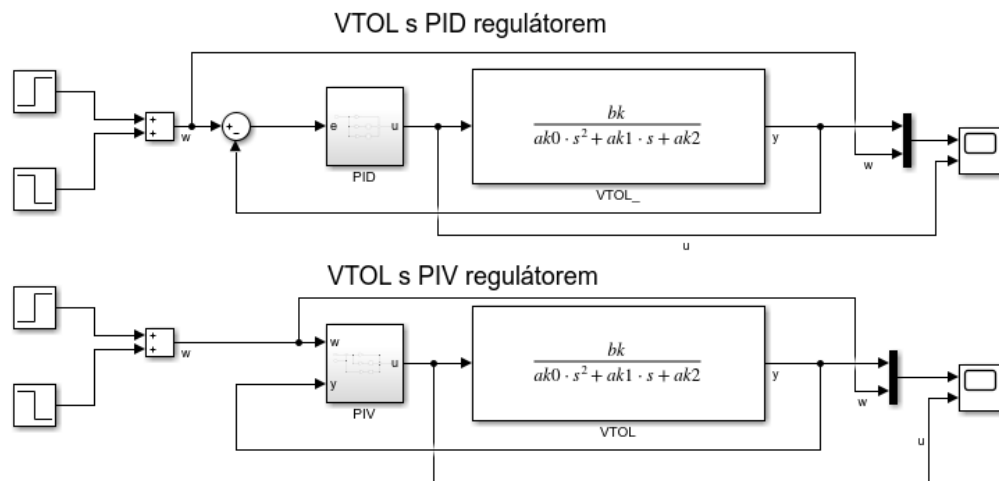 VTOL s PID regulátorem
+
+
w
+
−
e
u
PID
bk
ak0 · s² + ak1 · s + ak2
VTOL_
y
w
u
VTOL s PIV regulátorem
+
+
w
w
y
u
PIV
bk
ak0 · s² + ak1 · s + ak2
VTOL
y
w
u